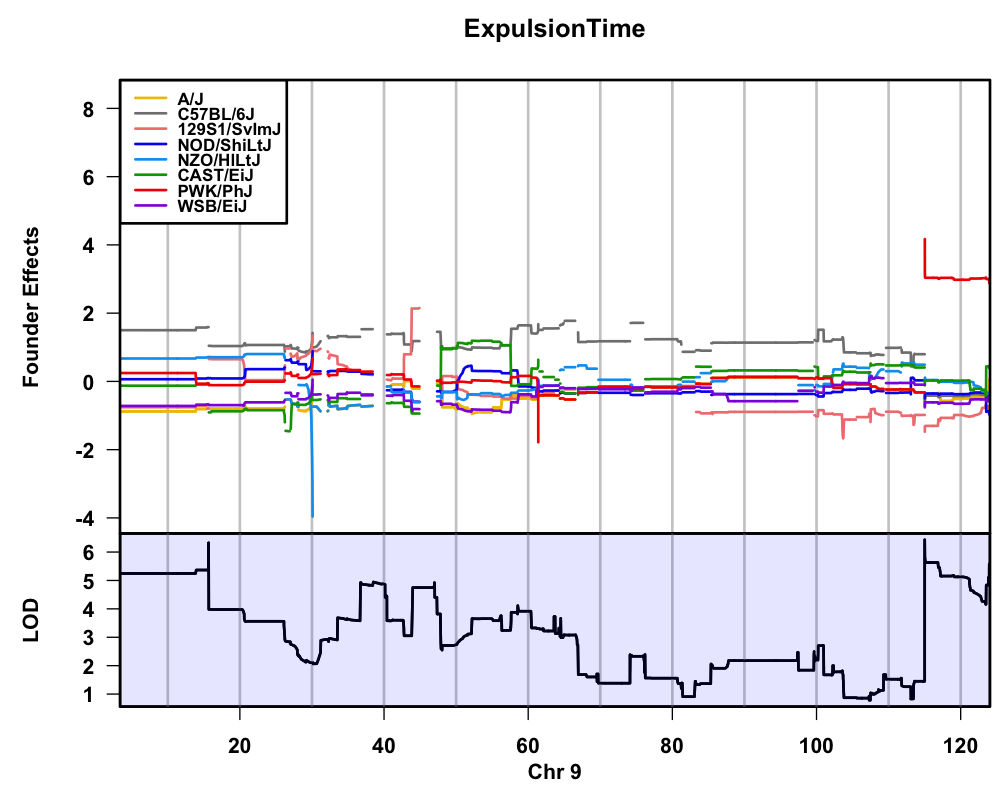 ExpulsionTime
A/J
C57BL/6J
129S1/SvImJ
NOD/ShiLtJ
NZO/HlLtJ
CAST/EiJ
PWK/PhJ
WSB/EiJ
Founder Effects
8
6
4
2
0
-2
-4
LOD
6
5
4
3
2
1
20 40 60 80 100 120
Chr 9